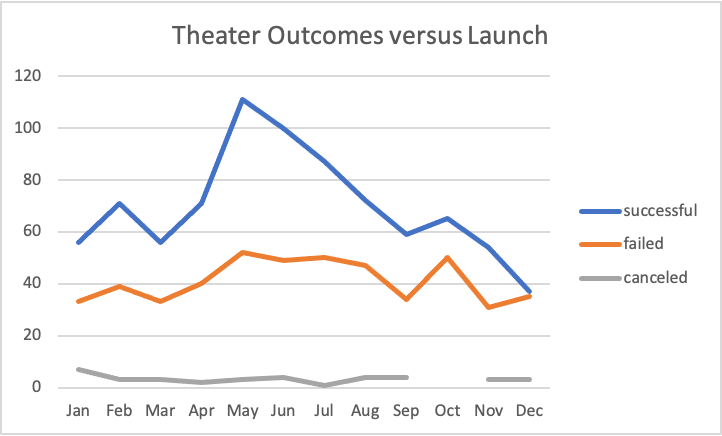 Theater Outcomes versus Launch
120
100
80
60
40
20
0
Jan Feb Mar Apr May Jun Jul Aug Sep Oct Nov Dec
successful
failed
canceled